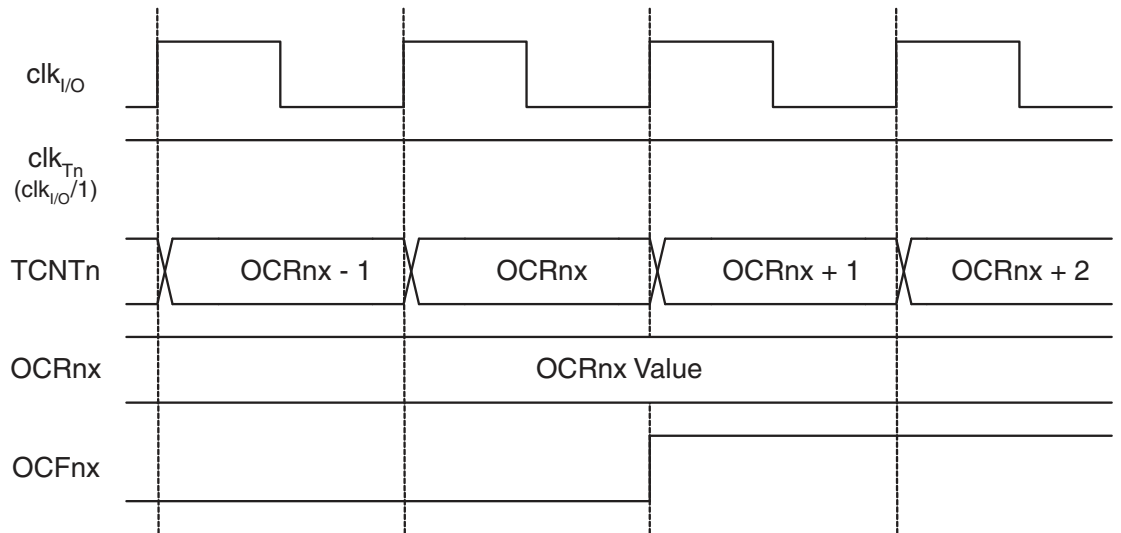 clkI/O
clkTn
(clkI/O/1)
TCNTn
OCRnx - 1
OCRnx
OCRnx + 1
OCRnx + 2
OCRnx
OCRnx Value
OCFnx